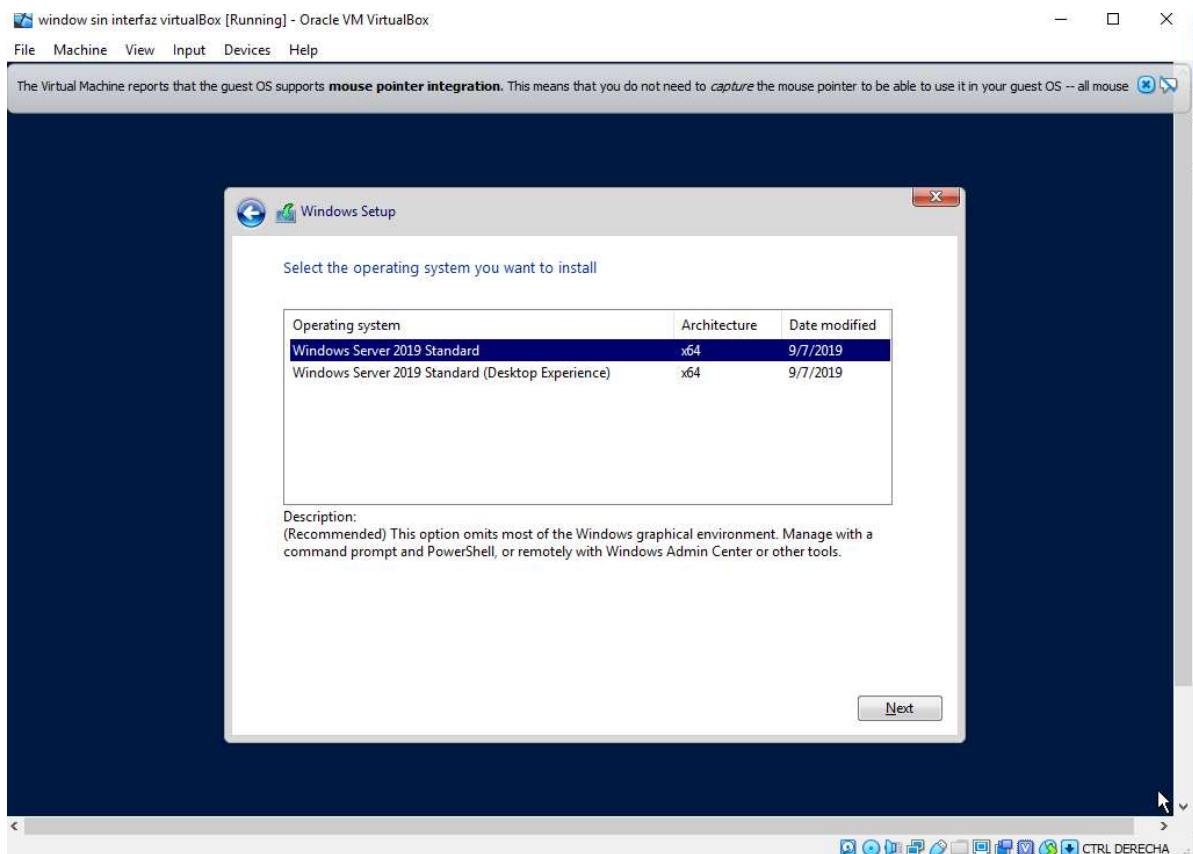 window sin interfaz virtualBox [Running] - Oracle VM VirtualBox
File Machine View Input Devices Help
The Virtual Machine reports that the guest OS supports mouse pointer integration. This means that you do not need to capture the mouse pointer to be able to use it in your guest OS -- all mouse
Windows Setup
Select the operating system you want to install
Operating system Architecture Date modified
Windows Server 2019 Standard x64 9/7/2019
Windows Server 2019 Standard (Desktop Experience) x64 9/7/2019
Description:
(Recommended) This option omits most of the Windows graphical environment. Manage with a
command prompt and PowerShell, or remotely with Windows Admin Center or other tools.
Next
CTRL DERECHA